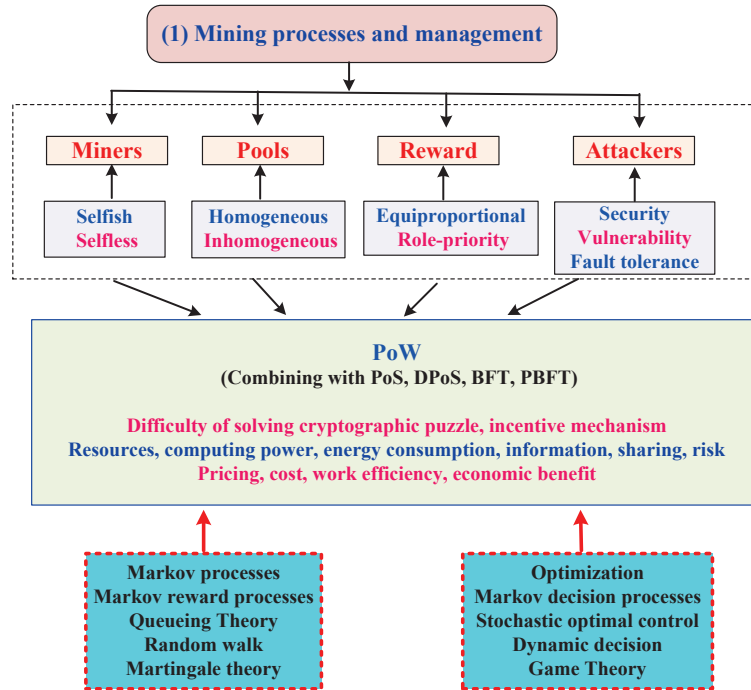 (1) Mining processes and management
Miners
Pools
Reward
Attackers
Selfish
Selfless
Homogeneous
Inhomogeneous
Equiproportional
Role-priority
Security
Vulnerability
Fault tolerance
PoW
(Combining with PoS, DPoS, BFT, PBFT)
Difficulty of solving cryptographic puzzle, incentive mechanism
Resources, computing power, energy consumption, information, sharing, risk
Pricing, cost, work efficiency, economic benefit
Markov processes
Markov reward processes
Queueing Theory
Random walk
Martingale theory
Optimization
Markov decision processes
Stochastic optimal control
Dynamic decision
Game Theory